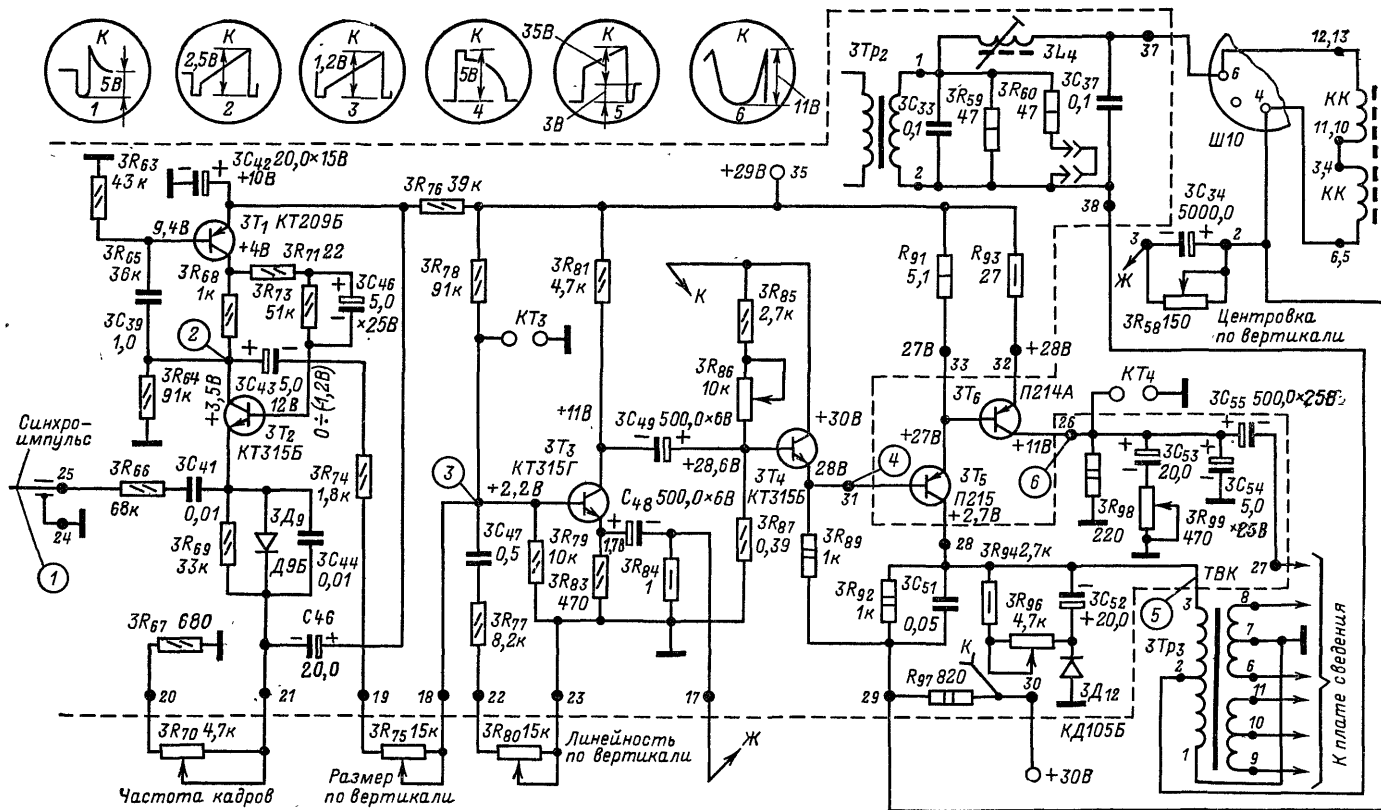 К
5В
1
К
2,5В
2
К
1,2В
3
К
5В
4
К
35В
3В
5
К
11В
6
3Тр2
1
2
3C33
0,1
3R59
47
3R60
47
3L4
3C37
0,1
37
38
6
4
Ш10
12,13
КК
11,10
3,4
КК
6,5
3C34
5000,0
3
2
Ж
3R58 150
Центровка
по вертикали
3R63
43к
3C42 20,0×15В
+10В
9,4В
3Т1 КТ209Б
+4В
3R65
36к
3R68
1к
3R71 22
3R73
51к
3C46
5,0
×25В
3C39
1,0
2
3R64
91к
3C43 5,0
12В
+3,5В
0÷(1,2В)
3Т2
КТ315Б
Синхро-
импульс
25
24
1
3R66
68к
3C41
0,01
3R69
33к
3Д9
Д9Б
3C44
0,01
3R74
1,8к
3R67 680
C46
20,0
20
21
19
18
22
23
17
3R70 4,7к
Частота кадров
3R75 15к
Размер
по вертикали
3R80 15к
Линейность
по вертикали
Ж
3R76 39к
+29В
35
3R78
91к
3R81
4,7к
КТ3
К
3R85
2,7к
3R86
10к
+11В
3C49 500,0×6В
+28,6В
+30В
3Т3
КТ315Г
3
+2,2В
3C47
0,5
3R79
10к
1,7В
C48 500,0×6В
3R83
470
3R84
1
3R77
8,2к
3Т4
КТ315Б
28В
4
31
3R87
0,39
3R89
1к
R91
5,1
R93
27
27В
33
32
+28В
3Т6
П214А
+27В
3Т5
П215
+2,7В
28
26
+11В
6
КТ4
3C55 500,0×25В
3C53
20,0
3C54
5,0
×25В
3R98
220
3R99
470
27
3R94 2,7к
3R92
1к
3C51
0,05
3R96
4,7к
3C52
20,0
К
30
R97 820
29
3Д12
КД105Б
+30В
ТВК
5
3
3Тр3
2
1
8
7
6
11
10
9
К плате сведения